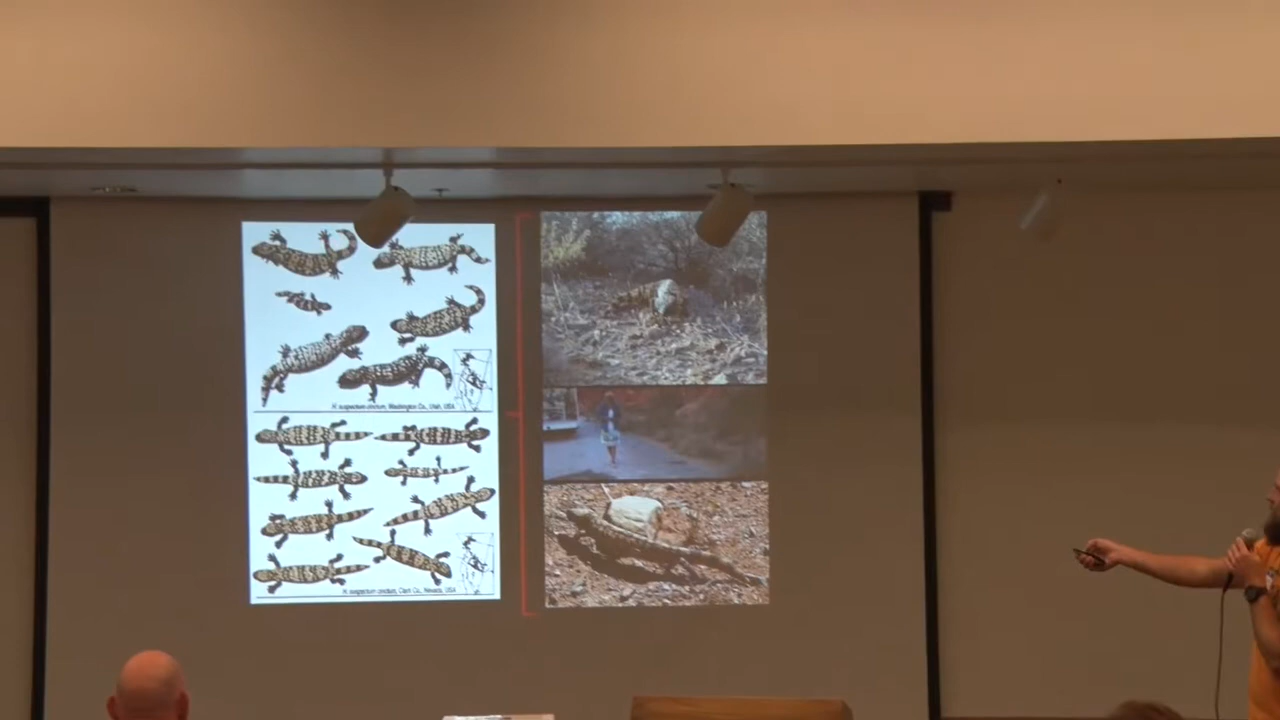 H. suspectum cinctum, Washington Co., Utah, USA
H. suspectum cinctum, Clark Co., Nevada, USA